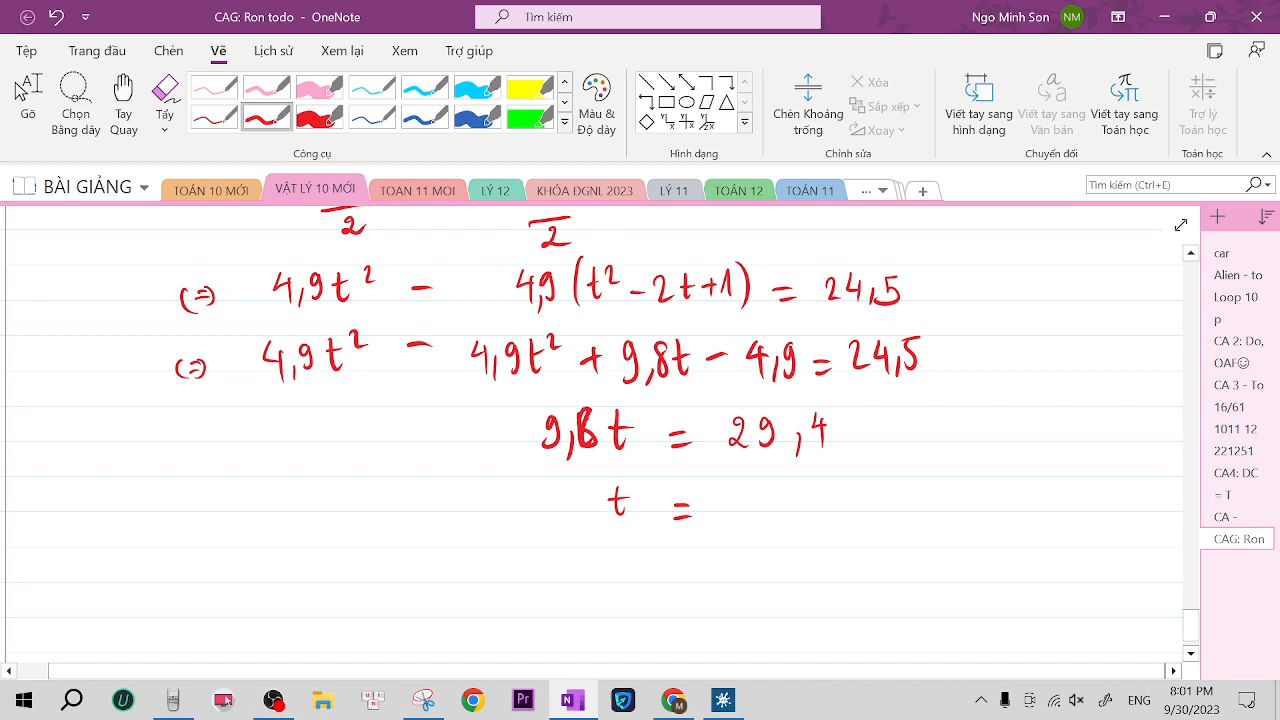 CAG: Ron todo - OneNote
Tìm kiếm
Ngo Minh Son
NM
Tệp Trang đầu Chèn Vẽ Lịch sử Xem lại Xem Trợ giúp
Gõ
Chọn Bằng dây
Tay Quay
Tẩy
Màu & Độ dày
Chèn Khoảng trống
Xóa
Sắp xếp
Xoay
Viết tay sang hình dạng
Viết tay sang Văn bản
Viết tay sang Toán học
Trợ lý Toán học
Công cụ
Hình dạng
Chỉnh sửa
Chuyển đổi
Toán học
BÀI GIẢNG
TOÁN 10 MỚI
VẬT LÝ 10 MỚI
TOAN 11 MOI
LÝ 12
KHÓA ĐGNL 2023
LÝ 11
TOÁN 12
TOÁN 11
...
Tìm kiếm (Ctrl+E)
2 2
(=) 4,9t² - 4,9(t² - 2t + 1) = 24,5
(=) 4,9t² - 4,9t² + 9,8t - 4,9 = 24,5
9,8t = 29,4
t =
car
Alien - to
Loop 10
p
CA 2: Do,
OAI☺
CA 3 - To
16/61
1011 12
221251
CA4: DC
= T
CA -
CAG: Ron
ENG
8:01 PM
9/30/2023